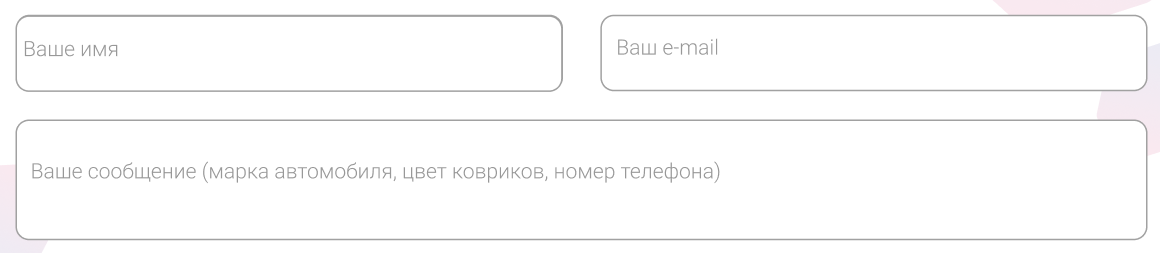 Ваше имя
Ваш e-mail
Ваше сообщение (марка автомобиля, цвет ковриков, номер телефона)